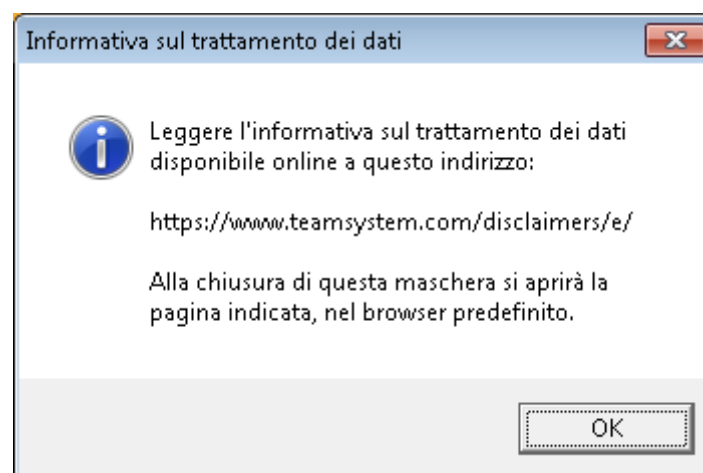 Informativa sul trattamento dei dati
Leggere l'informativa sul trattamento dei dati
disponibile online a questo indirizzo:
https://www.teamsystem.com/disclaimers/e/
Alla chiusura di questa maschera si aprirà la
pagina indicata, nel browser predefinito.
OK